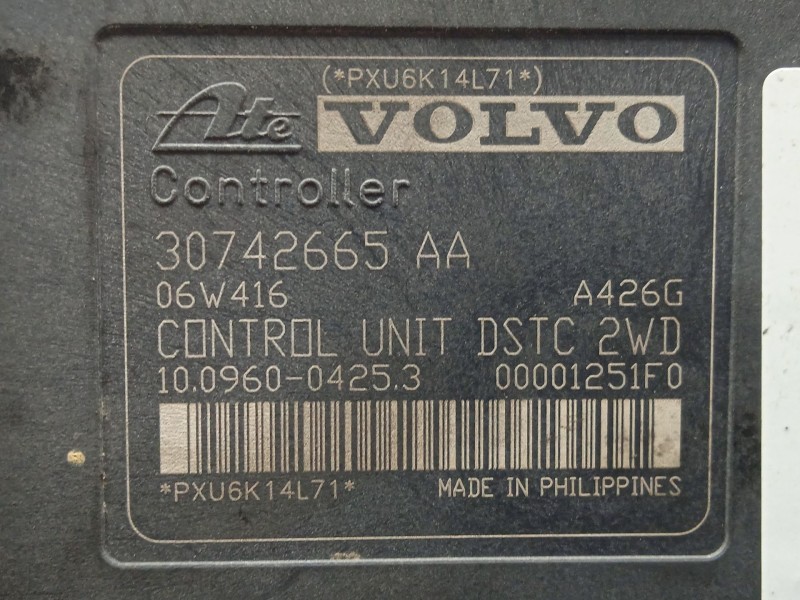 (*PXU6K14L71*)
Ate VOLVO
Controller
30742665 AA
06W416 A426G
CONTROL UNIT DSTC 2WD
10.0960-0425.3 00001251F0
*PXU6K14L71* MADE IN PHILIPPINES